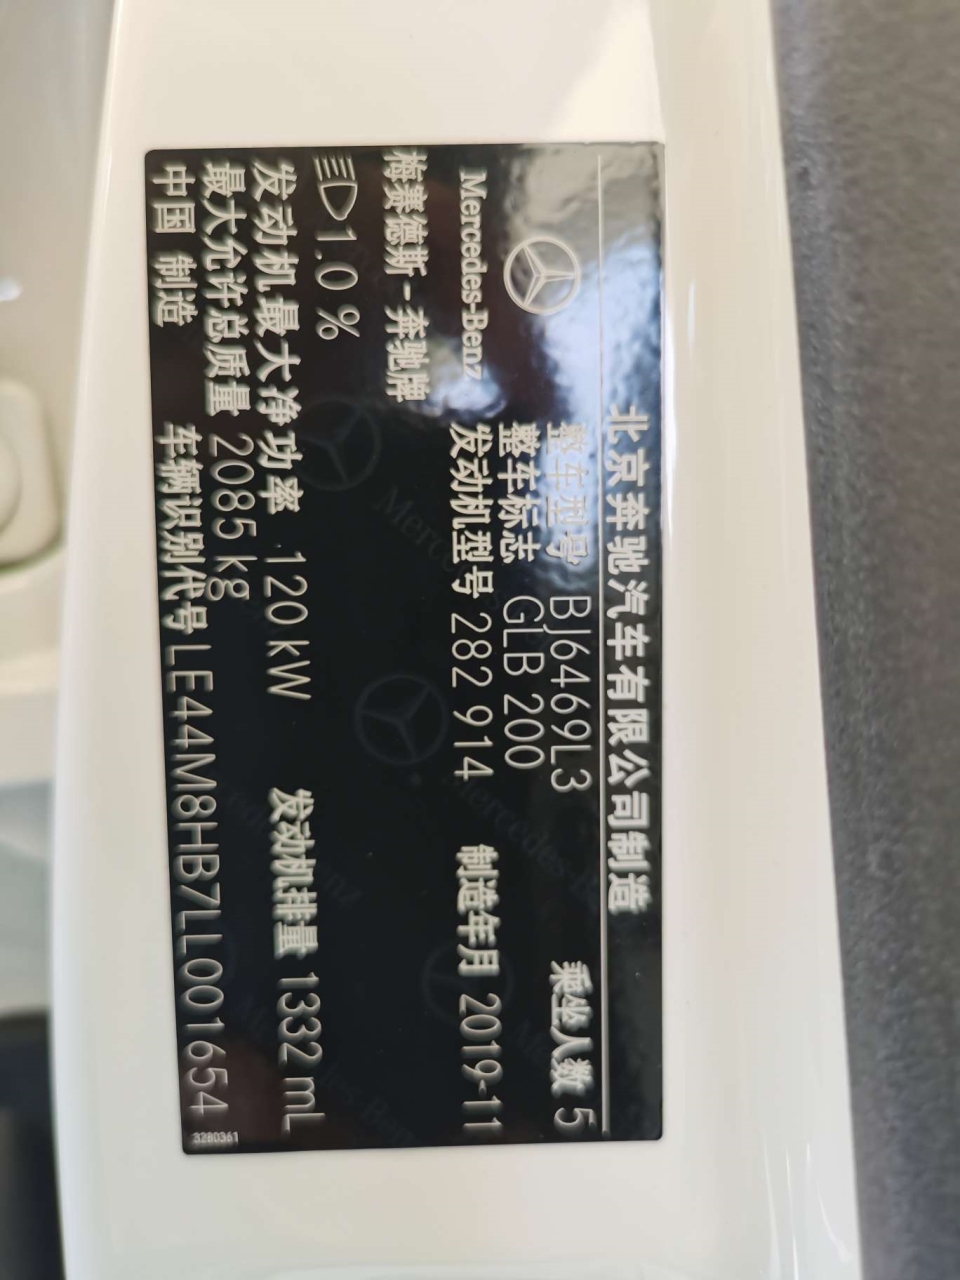 北京奔驰汽车有限公司制造
整车型号 BJ6469L3 乘坐人数 5
整车标志 GLB 200
Mercedes-Benz 发动机型号 282 914 制造年月 2019-11
梅赛德斯-奔驰牌
1.0 %
发动机最大净功率 120 kW 发动机排量 1332 mL
最大允许总质量 2085 kg
中国 制造 车辆识别代号 LE44M8HB7LL001654
3280361